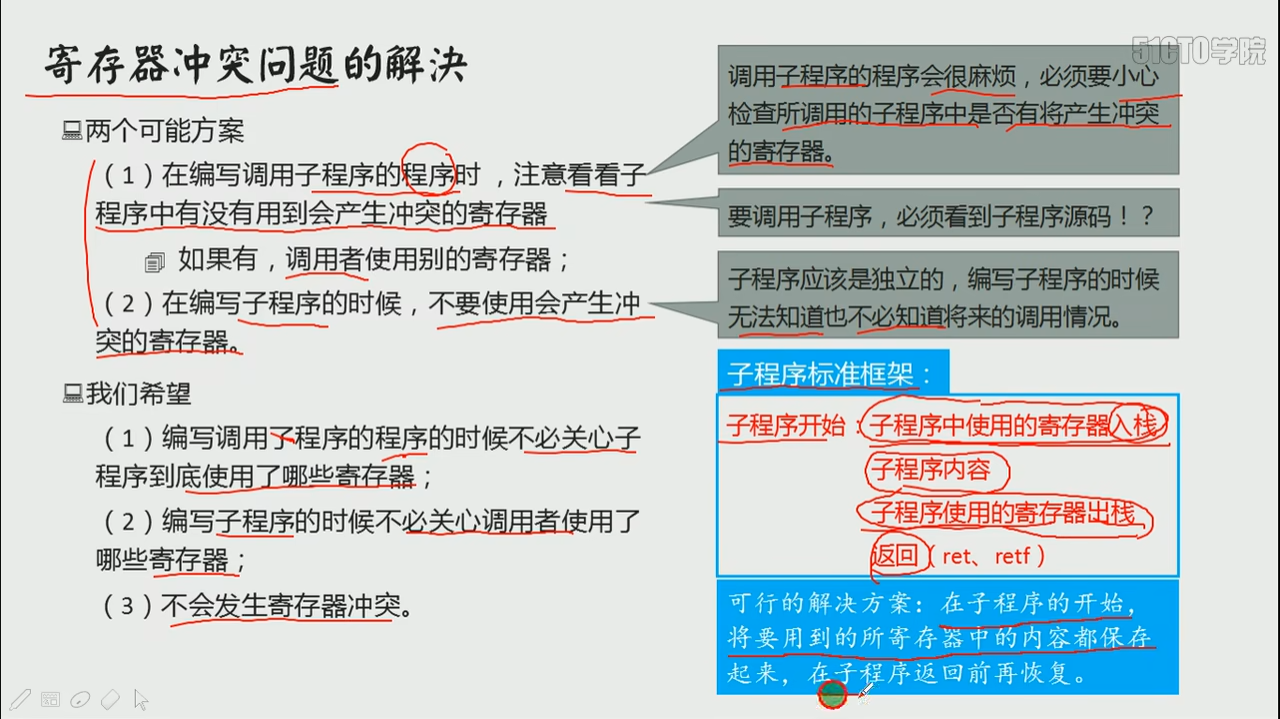 寄存器冲突问题的解决
51CTO学院
两个可能方案
（1）在编写调用子程序的程序时，注意看看子
程序中有没有用到会产生冲突的寄存器
如果有，调用者使用别的寄存器；
（2）在编写子程序的时候，不要使用会产生冲
突的寄存器。
我们希望
（1）编写调用子程序的程序的时候不必关心子
程序到底使用了哪些寄存器；
（2）编写子程序的时候不必关心调用者使用了
哪些寄存器；
（3）不会发生寄存器冲突。
调用子程序的程序会很麻烦，必须要小心
检查所调用的子程序中是否有将产生冲突
的寄存器。
要调用子程序，必须看到子程序源码！？
子程序应该是独立的，编写子程序的时候
无法知道也不必知道将来的调用情况。
子程序标准框架：
子程序开始：子程序中使用的寄存器入栈
子程序内容
子程序使用的寄存器出栈
返回（ret、retf）
可行的解决方案：在子程序的开始，
将要用到的所寄存器中的内容都保存
起来，在子程序返回前再恢复。